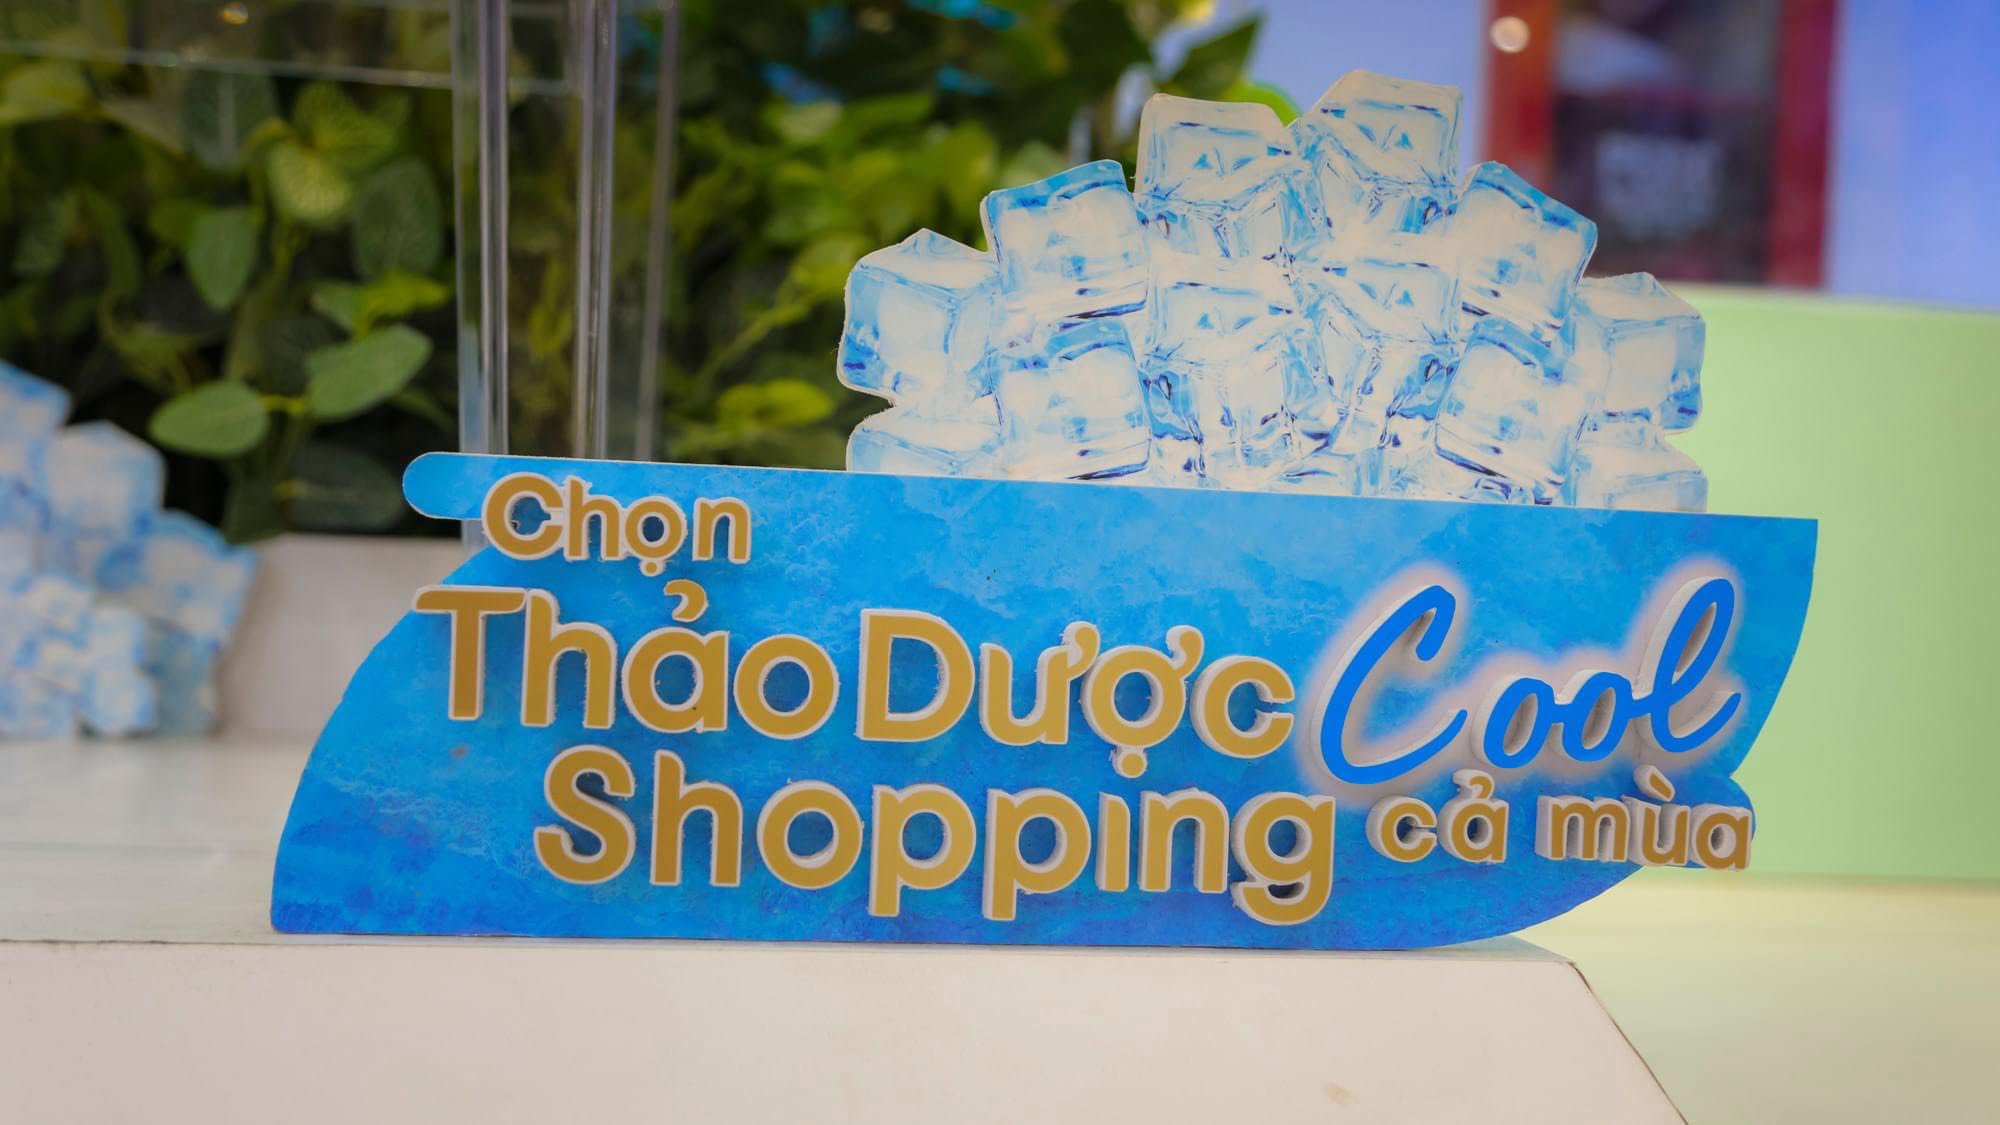 Chọn
Thảo Dược Cool
Shopping cả mùa